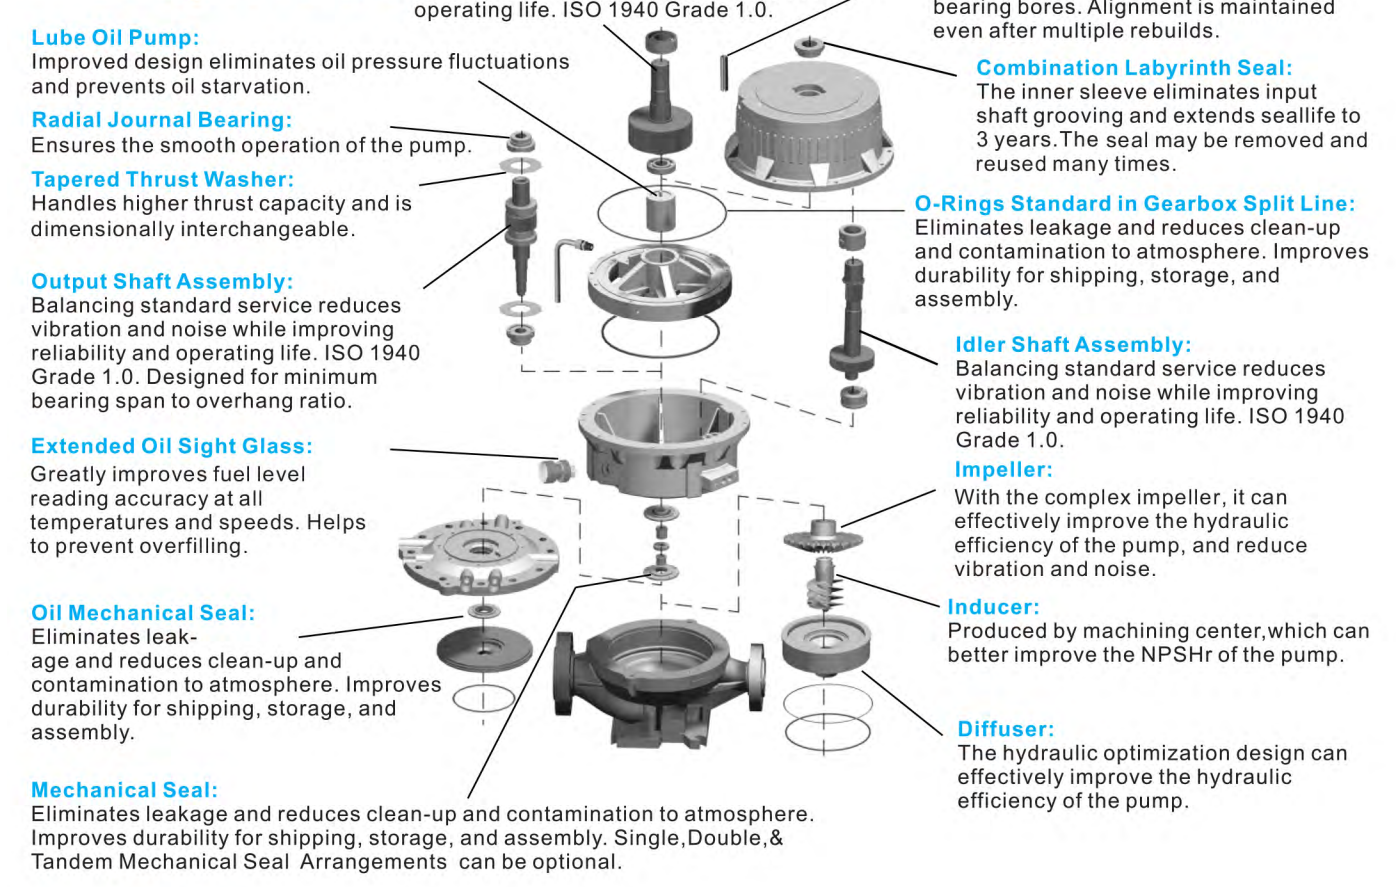 operating life. ISO 1940 Grade 1.0.
bearing bores. Alignment is maintained
even after multiple rebuilds.
Lube Oil Pump:
Improved design eliminates oil pressure fluctuations
and prevents oil starvation.
Radial Journal Bearing:
Ensures the smooth operation of the pump.
Tapered Thrust Washer:
Handles higher thrust capacity and is
dimensionally interchangeable.
Output Shaft Assembly:
Balancing standard service reduces
vibration and noise while improving
reliability and operating life. ISO 1940
Grade 1.0. Designed for minimum
bearing span to overhang ratio.
Extended Oil Sight Glass:
Greatly improves fuel level
reading accuracy at all
temperatures and speeds. Helps
to prevent overfilling.
Oil Mechanical Seal:
Eliminates leak-
age and reduces clean-up and
contamination to atmosphere. Improves
durability for shipping, storage, and
assembly.
Mechanical Seal:
Eliminates leakage and reduces clean-up and contamination to atmosphere.
Improves durability for shipping, storage, and assembly. Single,Double,&
Tandem Mechanical Seal Arrangements can be optional.
Combination Labyrinth Seal:
The inner sleeve eliminates input
shaft grooving and extends seallife to
3 years.The seal may be removed and
reused many times.
O-Rings Standard in Gearbox Split Line:
Eliminates leakage and reduces clean-up
and contamination to atmosphere. Improves
durability for shipping, storage, and
assembly.
Idler Shaft Assembly:
Balancing standard service reduces
vibration and noise while improving
reliability and operating life. ISO 1940
Grade 1.0.
Impeller:
With the complex impeller, it can
effectively improve the hydraulic
efficiency of the pump, and reduce
vibration and noise.
Inducer:
Produced by machining center,which can
better improve the NPSHr of the pump.
Diffuser:
The hydraulic optimization design can
effectively improve the hydraulic
efficiency of the pump.